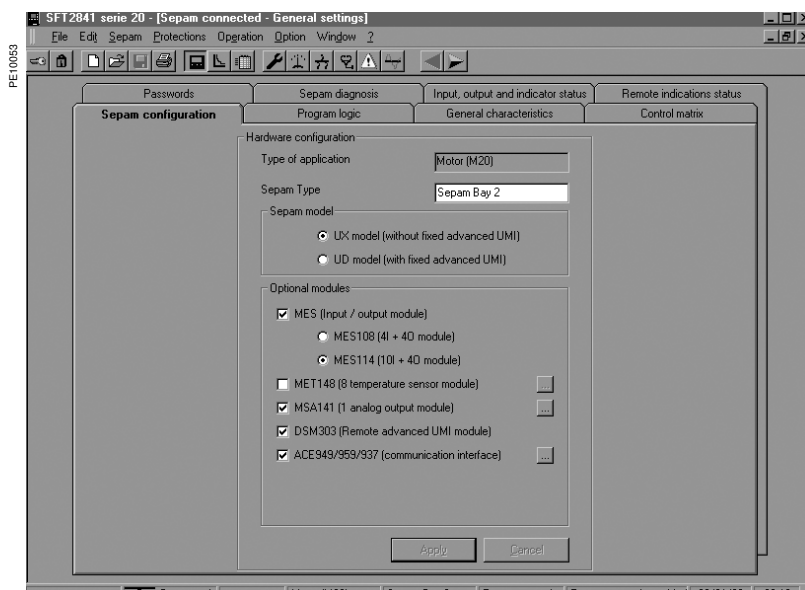 PE10053
SFT2841 serie 20 - [Sepam connected - General settings]
File Edit Sepam Protections Operation Option Window ?
Passwords Sepam diagnosis Input, output and indicator status Remote indications status
Sepam configuration Program logic General characteristics Control matrix
Hardware configuration
Type of application Motor (M20)
Sepam Type Sepam Bay 2
Sepam model
UX model (without fixed advanced UMI)
UD model (with fixed advanced UMI)
Optional modules
MES (Input / output module)
MES108 (4I + 4O module)
MES114 (10I + 4O module)
MET148 (8 temperature sensor module) ...
MSA141 (1 analog output module) ...
DSM303 (Remote advanced UMI module)
ACE949/959/937 (communication interface) ...
Apply Cancel